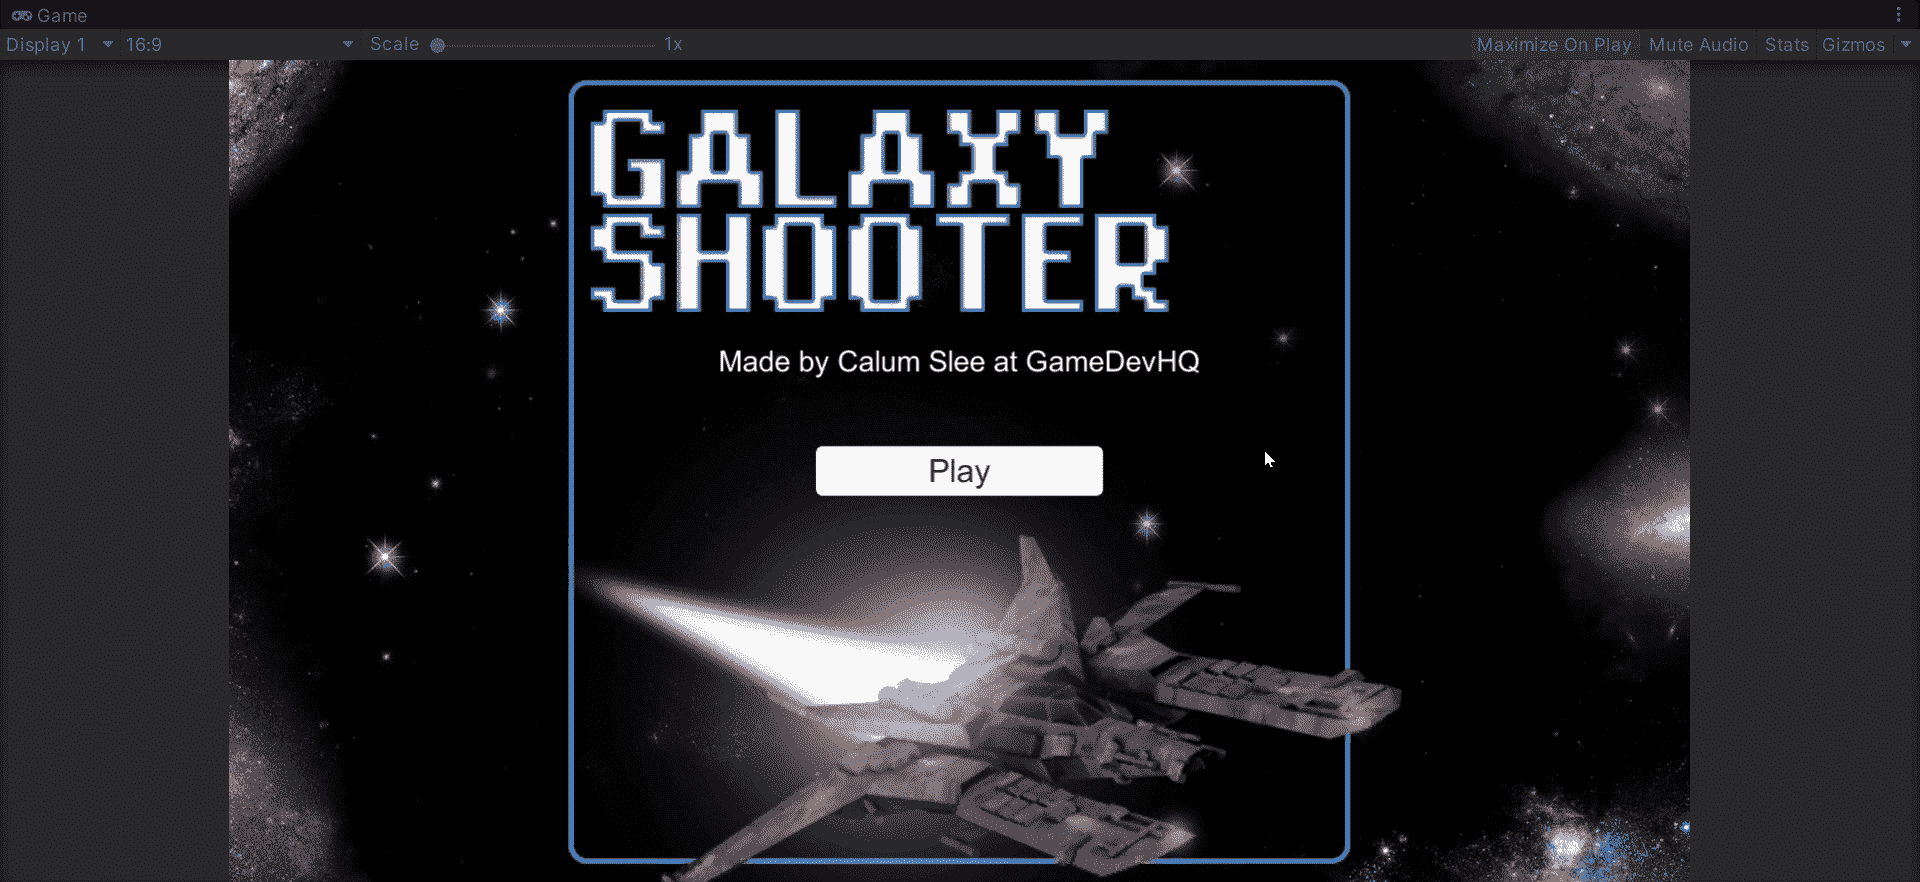 Game
Display 1 16:9 Scale 1x Maximize On Play Mute Audio Stats Gizmos
GALAXY
SHOOTER
Made by Calum Slee at GameDevHQ
Play